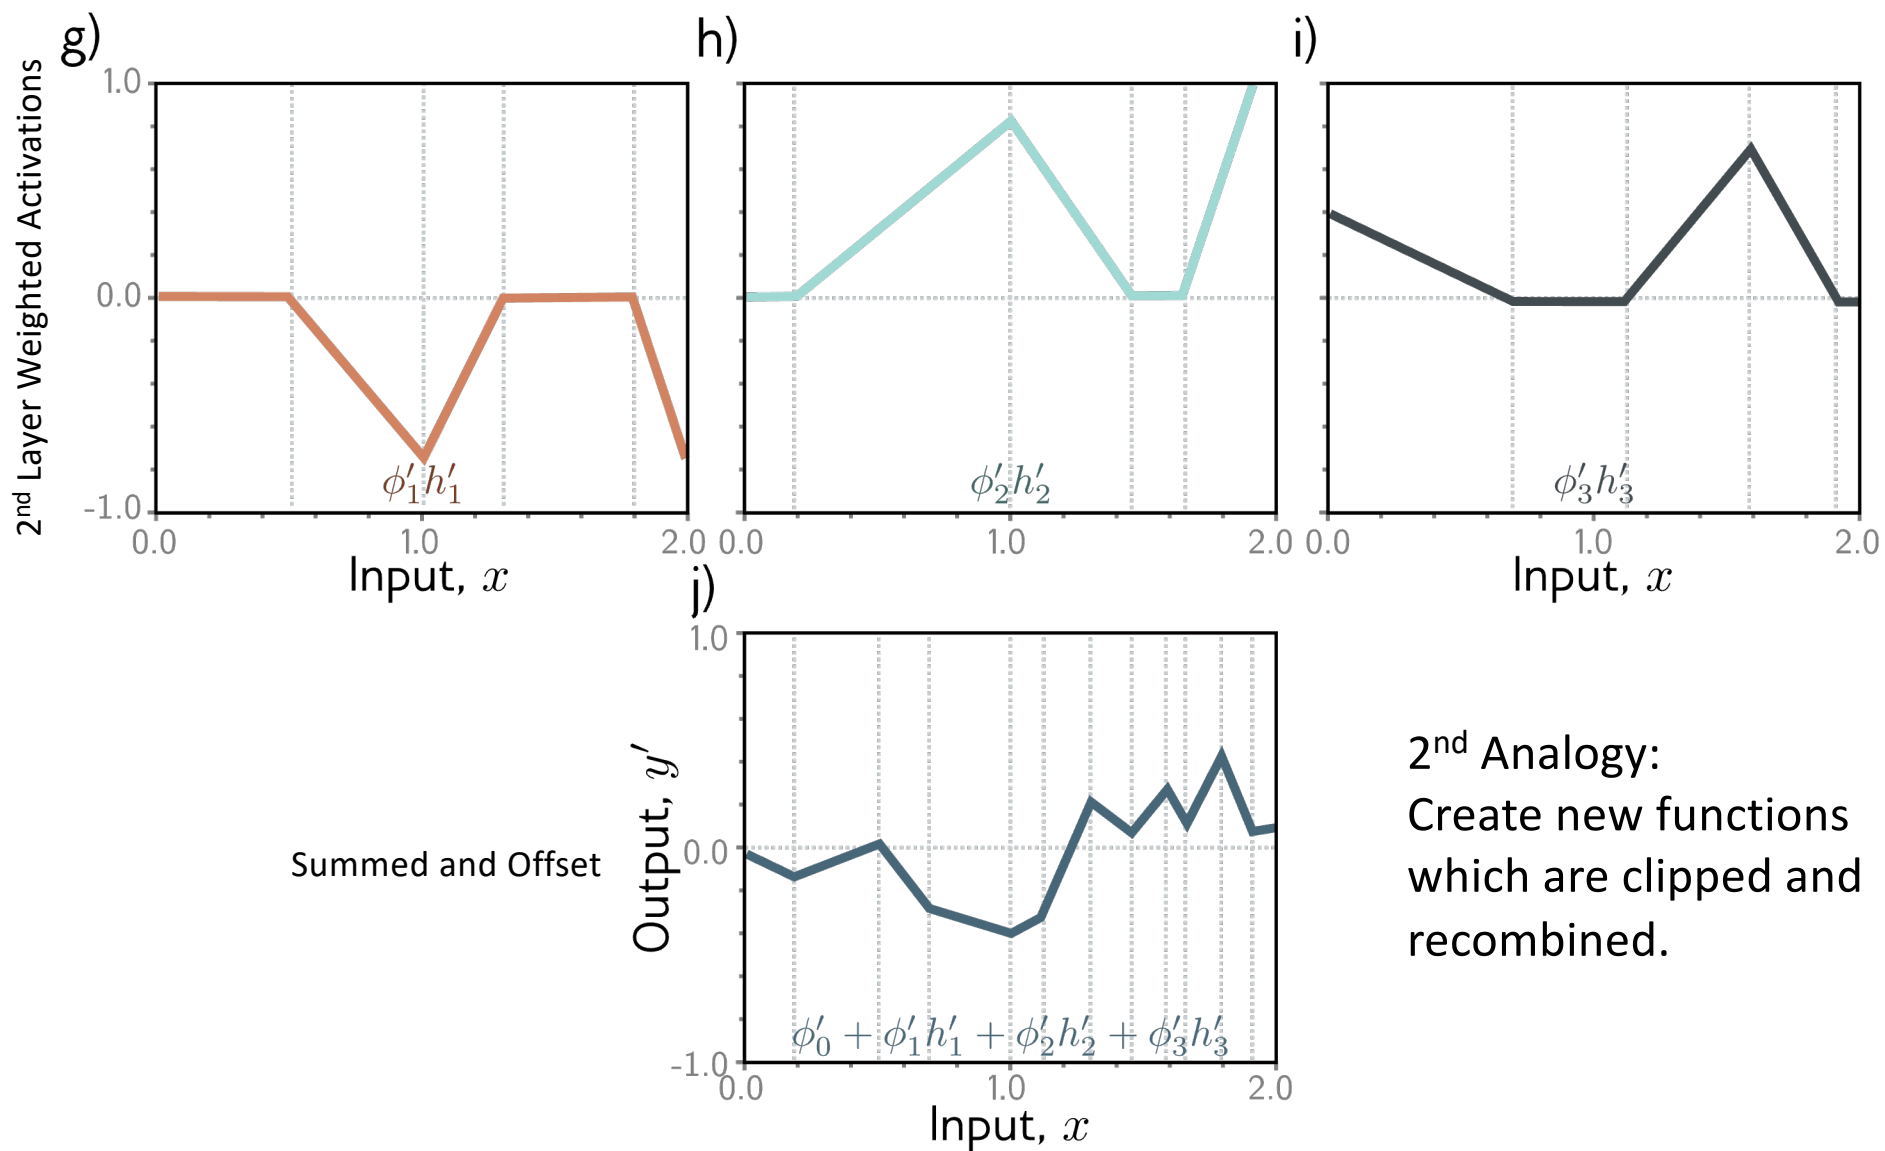 g)
h)
i)
2nd Layer Weighted Activations
1.0
0.0
-1.0
ϕ′₁h′₁
ϕ′₂h′₂
ϕ′₃h′₃
0.0 1.0 2.0
0.0 1.0 2.0
0.0 1.0 2.0
Input, x
Input, x
j)
1.0
0.0
-1.0
Output, y′
Summed and Offset
ϕ′₀ + ϕ′₁h′₁ + ϕ′₂h′₂ + ϕ′₃h′₃
0.0 1.0 2.0
Input, x
2nd Analogy:
Create new functions
which are clipped and
recombined.